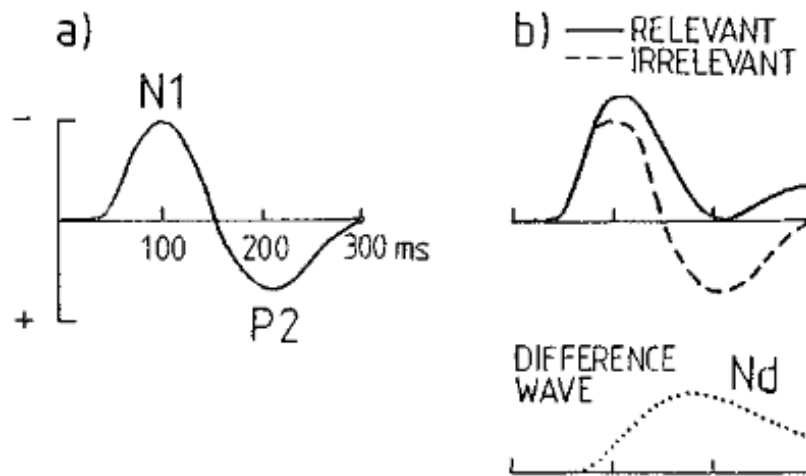 a)
N1
-
100
200
300 ms
+
P2
b)
RELEVANT
IRRELEVANT
DIFFERENCE
WAVE
Nd